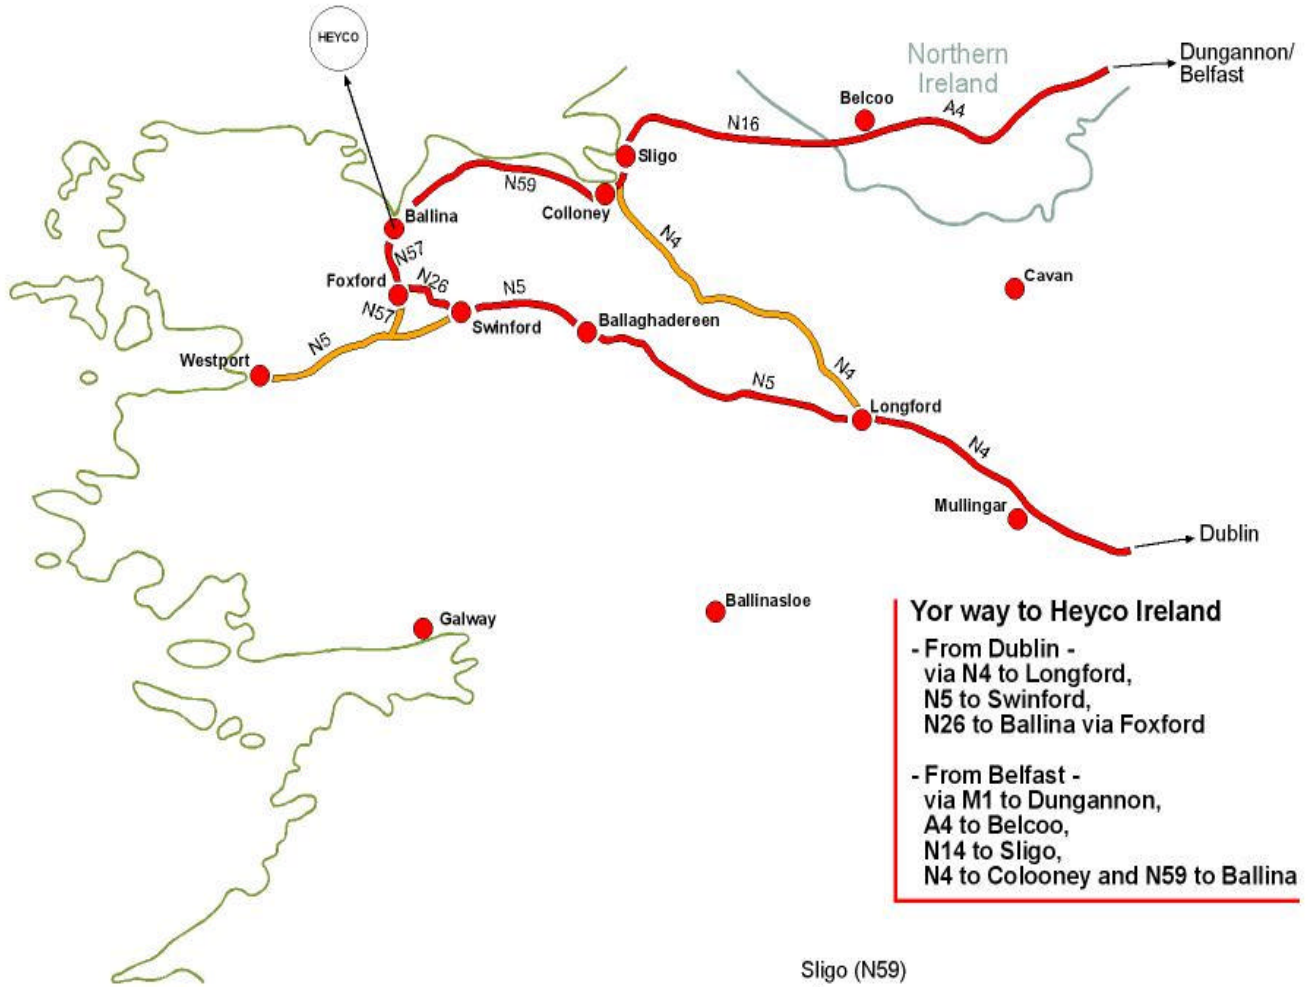 HEYCO
Northern
Ireland
Dungannon/
Belfast
Belcoo
A4
N16
Sligo
N59
Colloney
Ballina
N4
N57
Foxford
N26
N5
Cavan
N57
Swinford
Ballaghadereen
N5
Westport
N4
N5
Longford
N4
Mullingar
Dublin
Ballinasloe
Galway
Yor way to Heyco Ireland
- From Dublin -
via N4 to Longford,
N5 to Swinford,
N26 to Ballina via Foxford
- From Belfast -
via M1 to Dungannon,
A4 to Belcoo,
N14 to Sligo,
N4 to Colooney and N59 to Ballina
Sligo (N59)